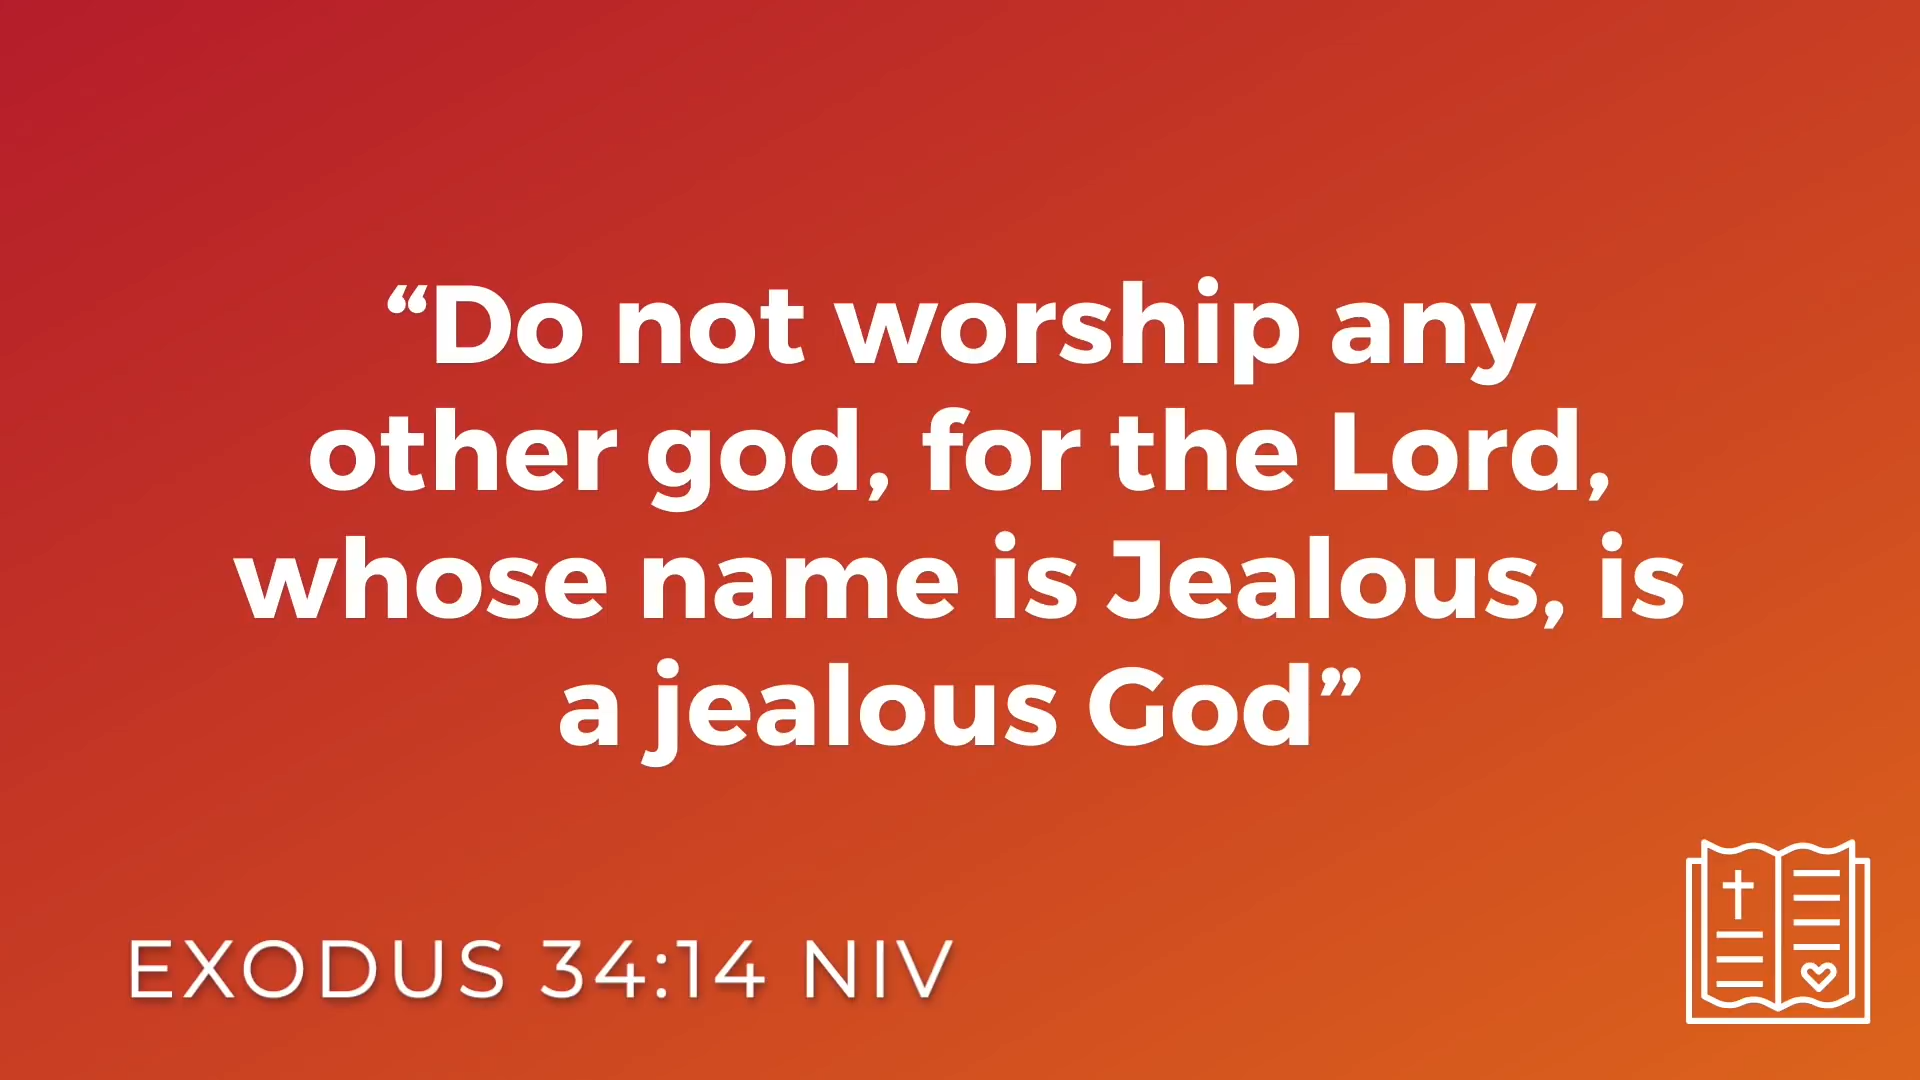 “Do not worship any
other god, for the Lord,
whose name is Jealous, is
a jealous God”
EXODUS 34:14 NIV